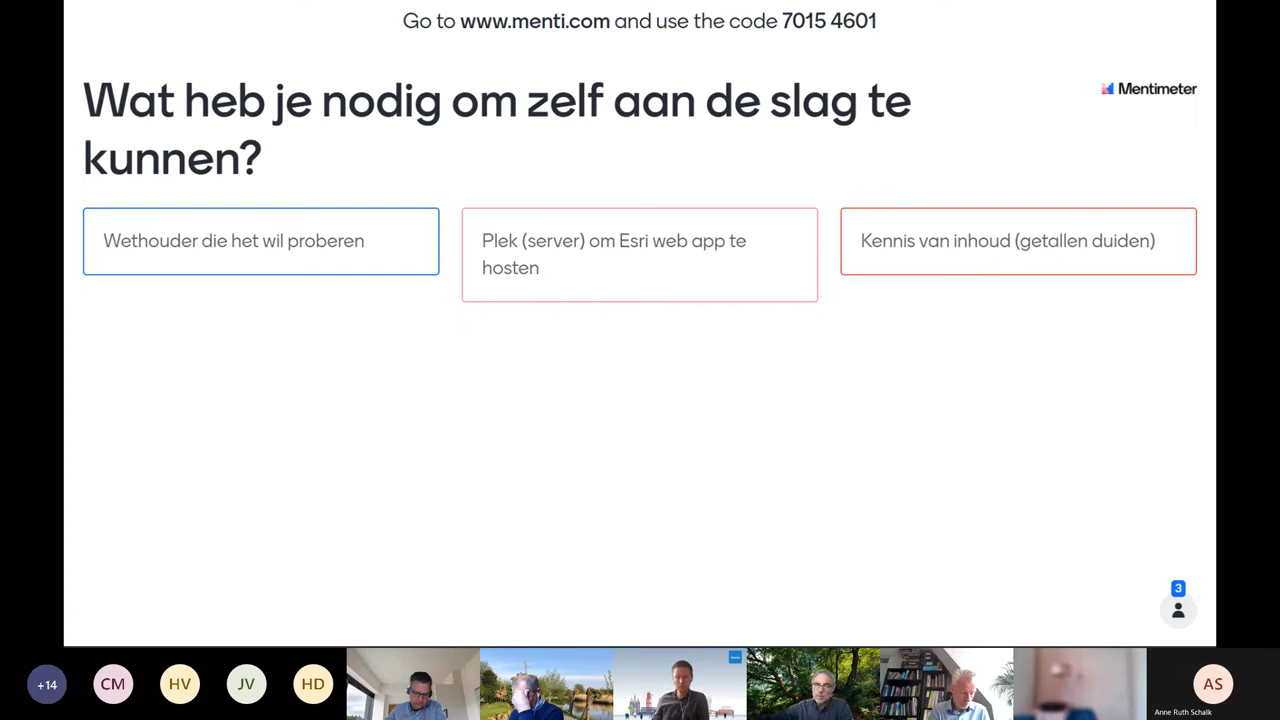 Go to www.menti.com and use the code 7015 4601
Wat heb je nodig om zelf aan de slag te
kunnen?
Mentimeter
Wethouder die het wil proberen
Plek (server) om Esri web app te
hosten
Kennis van inhoud (getallen duiden)
3
+14
CM
HV
JV
HD
AS
Anne Ruth Schalk